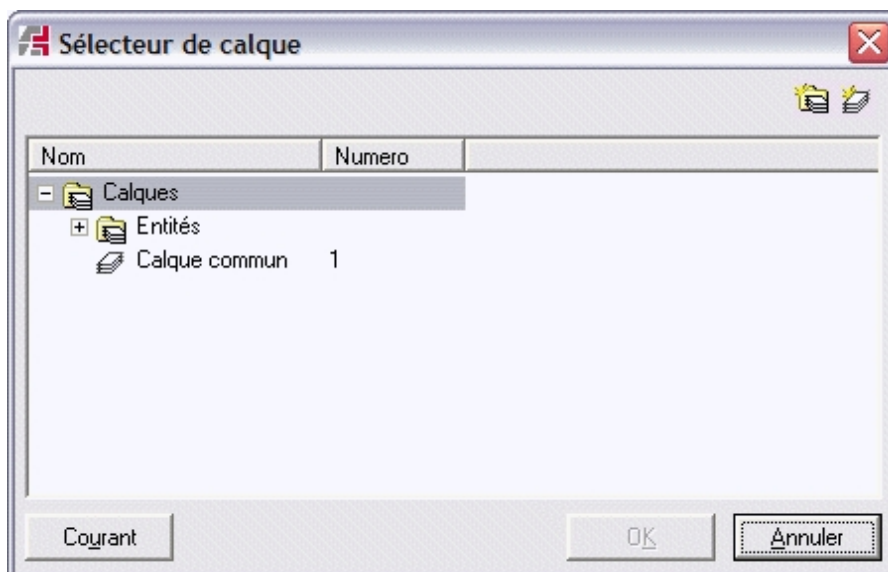 Sélecteur de calque
Nom Numero
Calques
Entités
Calque commun 1
Courant OK Annuler